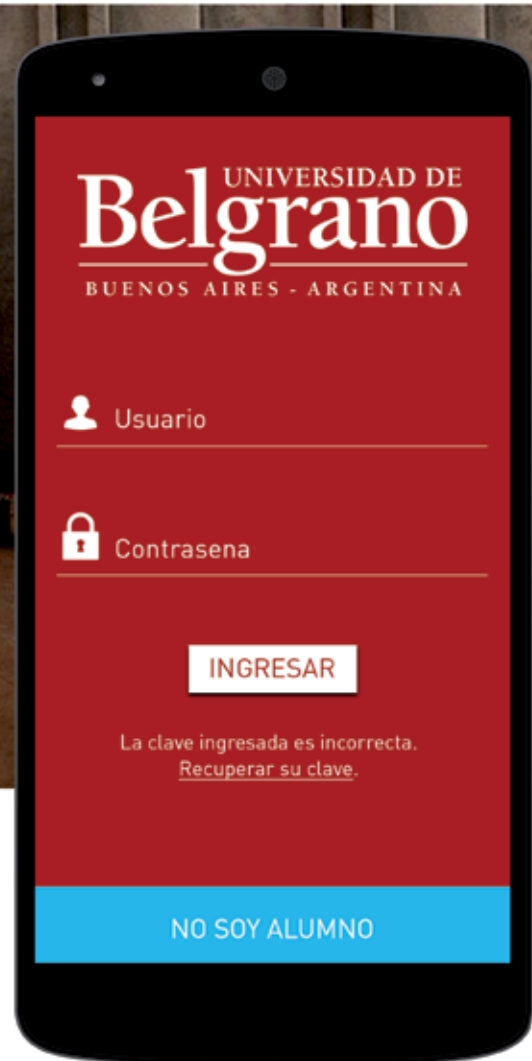 UNIVERSIDAD DE
Belgrano
BUENOS AIRES - ARGENTINA
Usuario
Contrasena
INGRESAR
La clave ingresada es incorrecta.
Recuperar su clave.
NO SOY ALUMNO